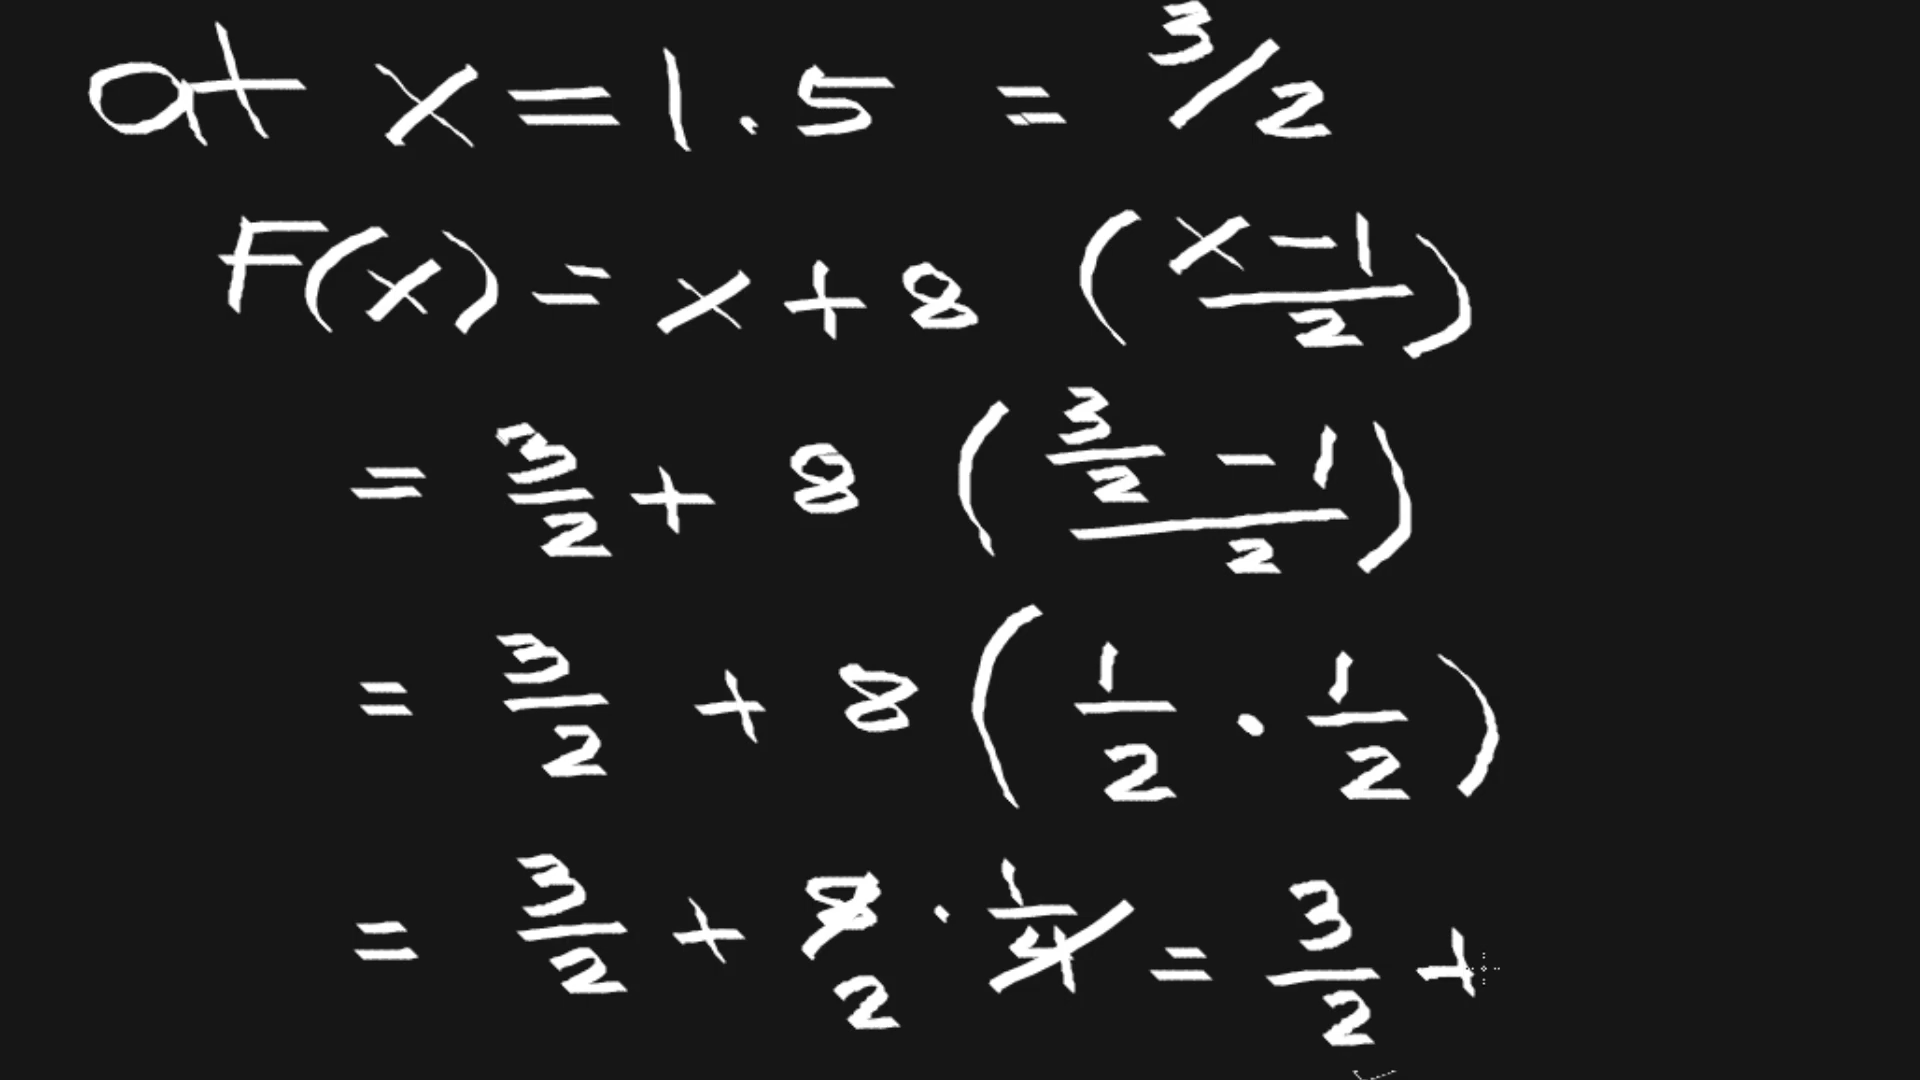 at x = 1.5 = 3/2
F(x) = x + 8 (x - 1 / 2)
= 3/2 + 8 (3/2 - 1 / 2)
= 3/2 + 8 (1/2 · 1/2)
= 3/2 + 8 2 · 1/4 = 3/2 +